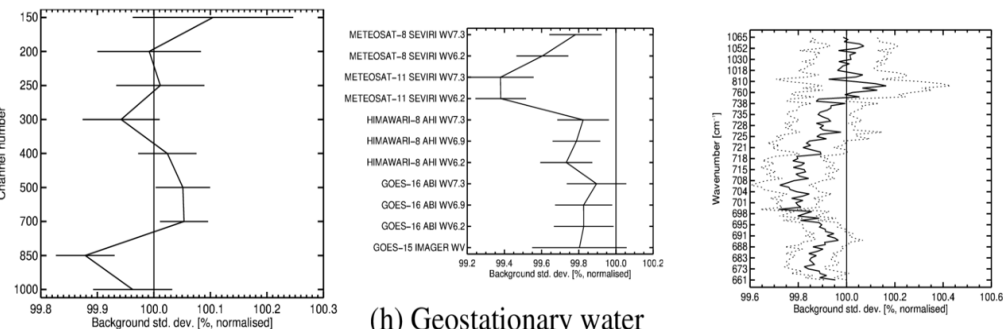 150
200
250
300
400
500
700
850
1000
Channel number
99.8 99.9 100.0 100.1 100.2 100.3
Background std. dev. [%, normalised]
METEOSAT-8 SEVIRI WV7.3
METEOSAT-8 SEVIRI WV6.2
METEOSAT-11 SEVIRI WV7.3
METEOSAT-11 SEVIRI WV6.2
HIMAWARI-8 AHI WV7.3
HIMAWARI-8 AHI WV6.9
HIMAWARI-8 AHI WV6.2
GOES-16 ABI WV7.3
GOES-16 ABI WV6.9
GOES-16 ABI WV6.2
GOES-15 IMAGER WV
99.2 99.4 99.6 99.8 100.0 100.2
Background std. dev. [%, normalised]
(h) Geostationary water
1065
1052
1030
1018
810
760
738
735
728
725
721
718
715
708
704
701
698
695
691
688
683
673
661
Wavenumber [cm⁻¹]
99.6 99.8 100.0 100.2 100.4 100.6
Background std. dev. [%, normalised]